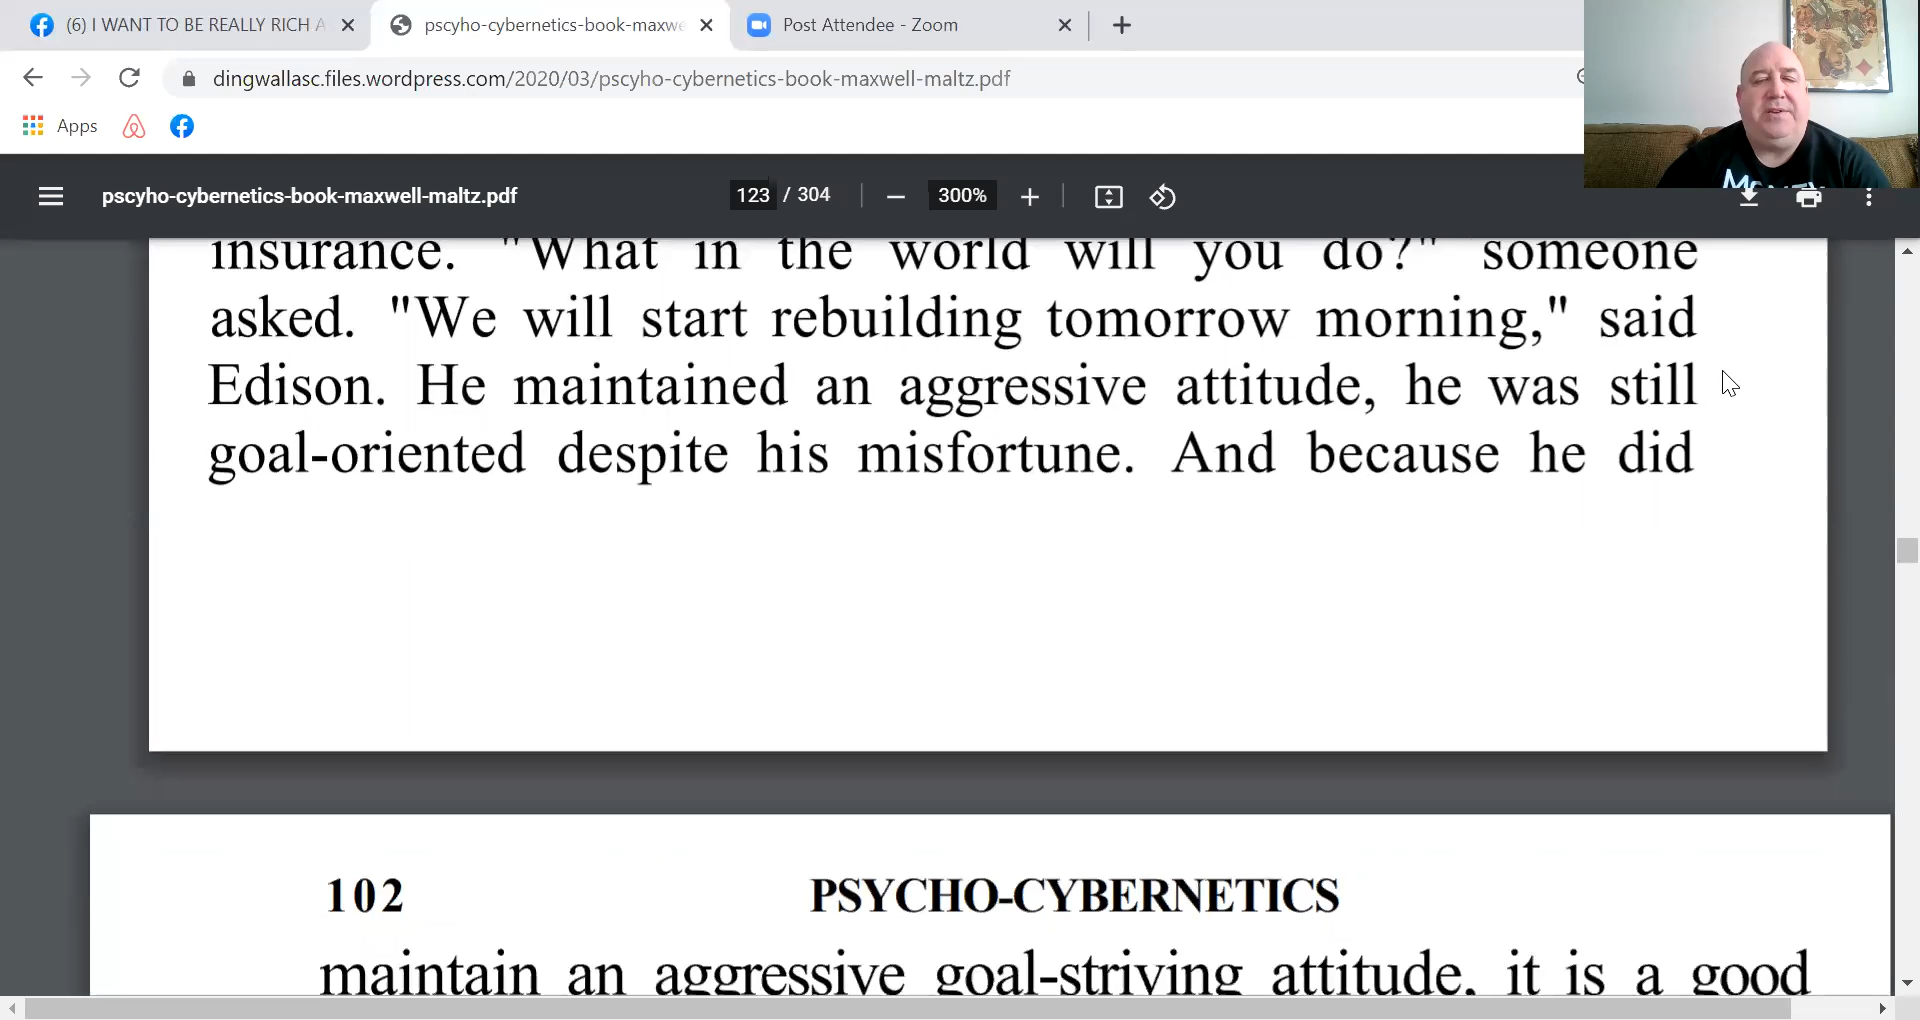 (6) I WANT TO BE REALLY RICH A
pscyho-cybernetics-book-maxwe
Post Attendee - Zoom
dingwallasc.files.wordpress.com/2020/03/pscyho-cybernetics-book-maxwell-maltz.pdf
Apps
pscyho-cybernetics-book-maxwell-maltz.pdf
123 / 304
300%
insurance. "What in the world will you do?" someone
asked. "We will start rebuilding tomorrow morning," said
Edison. He maintained an aggressive attitude, he was still
goal-oriented despite his misfortune. And because he did
102 PSYCHO-CYBERNETICS
maintain an aggressive goal-striving attitude, it is a good